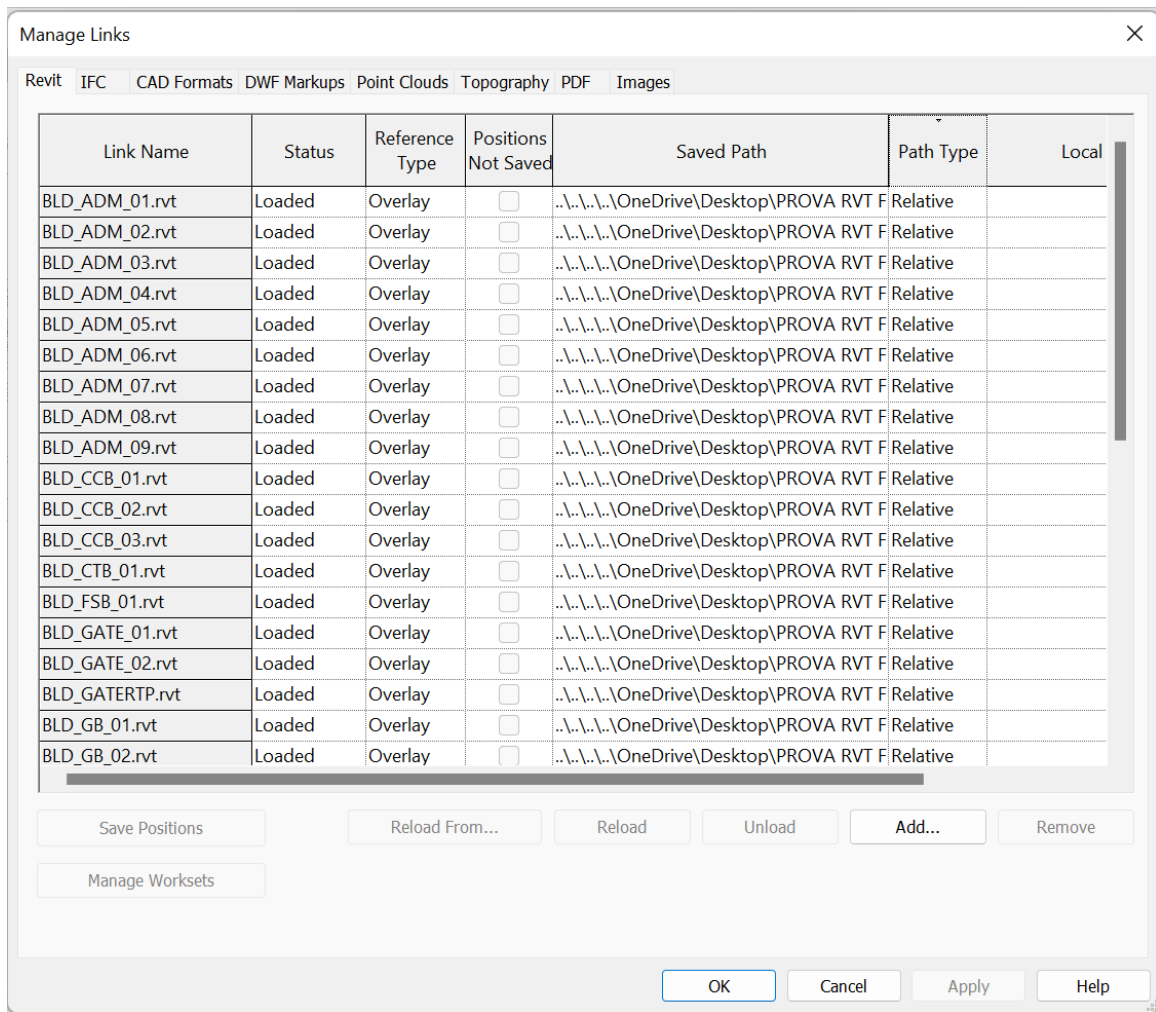 Manage Links
Revit IFC CAD Formats DWF Markups Point Clouds Topography PDF Images
Link Name Status Reference Type Positions Not Saved Saved Path Path Type Local
BLD_ADM_01.rvt Loaded Overlay ..\..\..\..\OneDrive\Desktop\PROVA RVT F Relative
BLD_ADM_02.rvt Loaded Overlay ..\..\..\..\OneDrive\Desktop\PROVA RVT F Relative
BLD_ADM_03.rvt Loaded Overlay ..\..\..\..\OneDrive\Desktop\PROVA RVT F Relative
BLD_ADM_04.rvt Loaded Overlay ..\..\..\..\OneDrive\Desktop\PROVA RVT F Relative
BLD_ADM_05.rvt Loaded Overlay ..\..\..\..\OneDrive\Desktop\PROVA RVT F Relative
BLD_ADM_06.rvt Loaded Overlay ..\..\..\..\OneDrive\Desktop\PROVA RVT F Relative
BLD_ADM_07.rvt Loaded Overlay ..\..\..\..\OneDrive\Desktop\PROVA RVT F Relative
BLD_ADM_08.rvt Loaded Overlay ..\..\..\..\OneDrive\Desktop\PROVA RVT F Relative
BLD_ADM_09.rvt Loaded Overlay ..\..\..\..\OneDrive\Desktop\PROVA RVT F Relative
BLD_CCB_01.rvt Loaded Overlay ..\..\..\..\OneDrive\Desktop\PROVA RVT F Relative
BLD_CCB_02.rvt Loaded Overlay ..\..\..\..\OneDrive\Desktop\PROVA RVT F Relative
BLD_CCB_03.rvt Loaded Overlay ..\..\..\..\OneDrive\Desktop\PROVA RVT F Relative
BLD_CTB_01.rvt Loaded Overlay ..\..\..\..\OneDrive\Desktop\PROVA RVT F Relative
BLD_FSB_01.rvt Loaded Overlay ..\..\..\..\OneDrive\Desktop\PROVA RVT F Relative
BLD_GATE_01.rvt Loaded Overlay ..\..\..\..\OneDrive\Desktop\PROVA RVT F Relative
BLD_GATE_02.rvt Loaded Overlay ..\..\..\..\OneDrive\Desktop\PROVA RVT F Relative
BLD_GATERTP.rvt Loaded Overlay ..\..\..\..\OneDrive\Desktop\PROVA RVT F Relative
BLD_GB_01.rvt Loaded Overlay ..\..\..\..\OneDrive\Desktop\PROVA RVT F Relative
BLD_GB_02.rvt Loaded Overlay ..\..\..\..\OneDrive\Desktop\PROVA RVT F Relative
Save Positions Reload From... Reload Unload Add... Remove
Manage Worksets
OK Cancel Apply Help